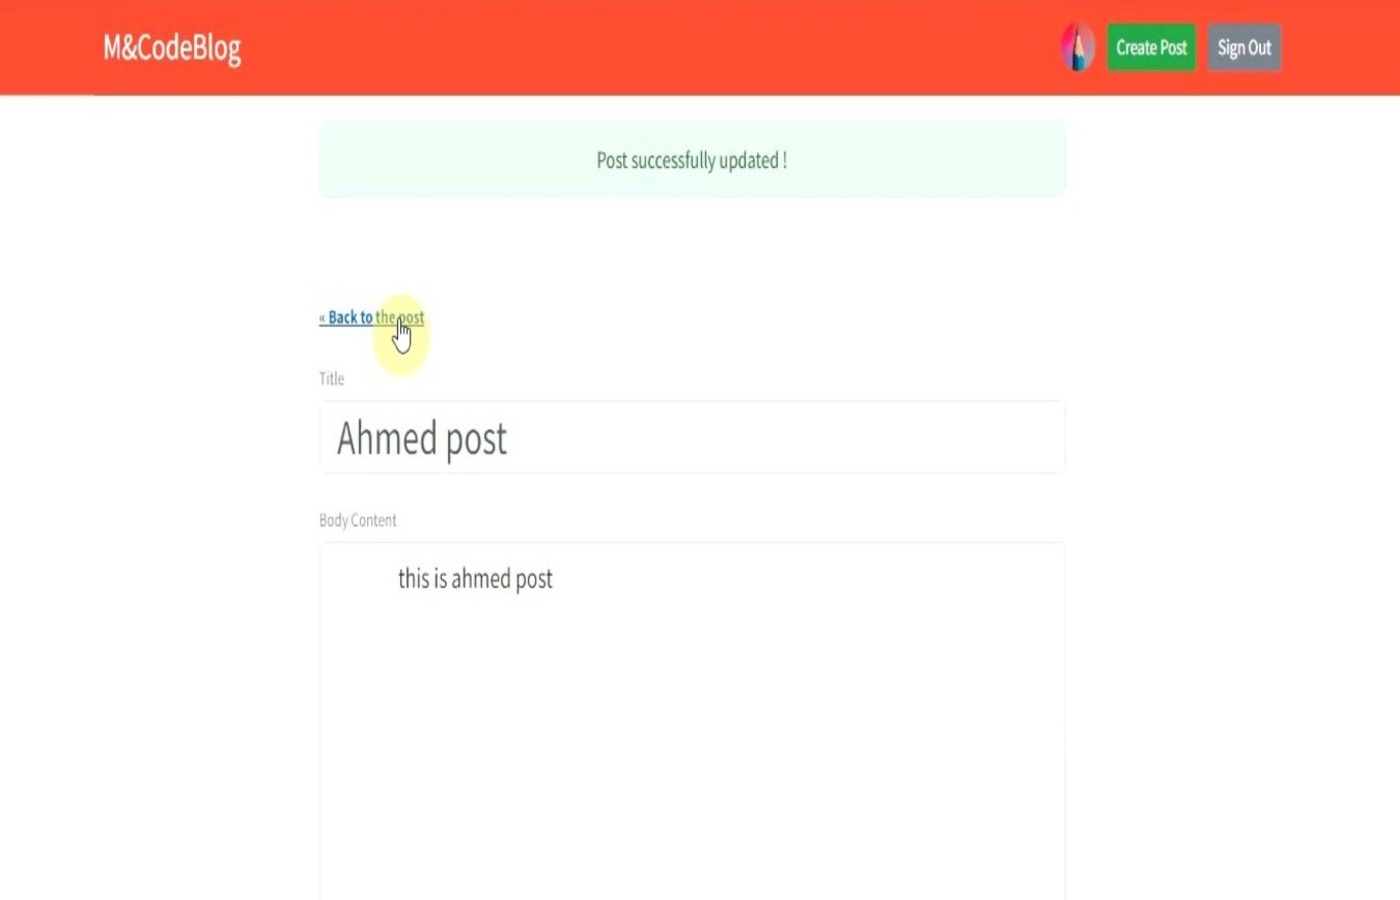 M&CodeBlog
Create Post
Sign Out
Post successfully updated !
« Back to the post
Title
Ahmed post
Body Content
this is ahmed post